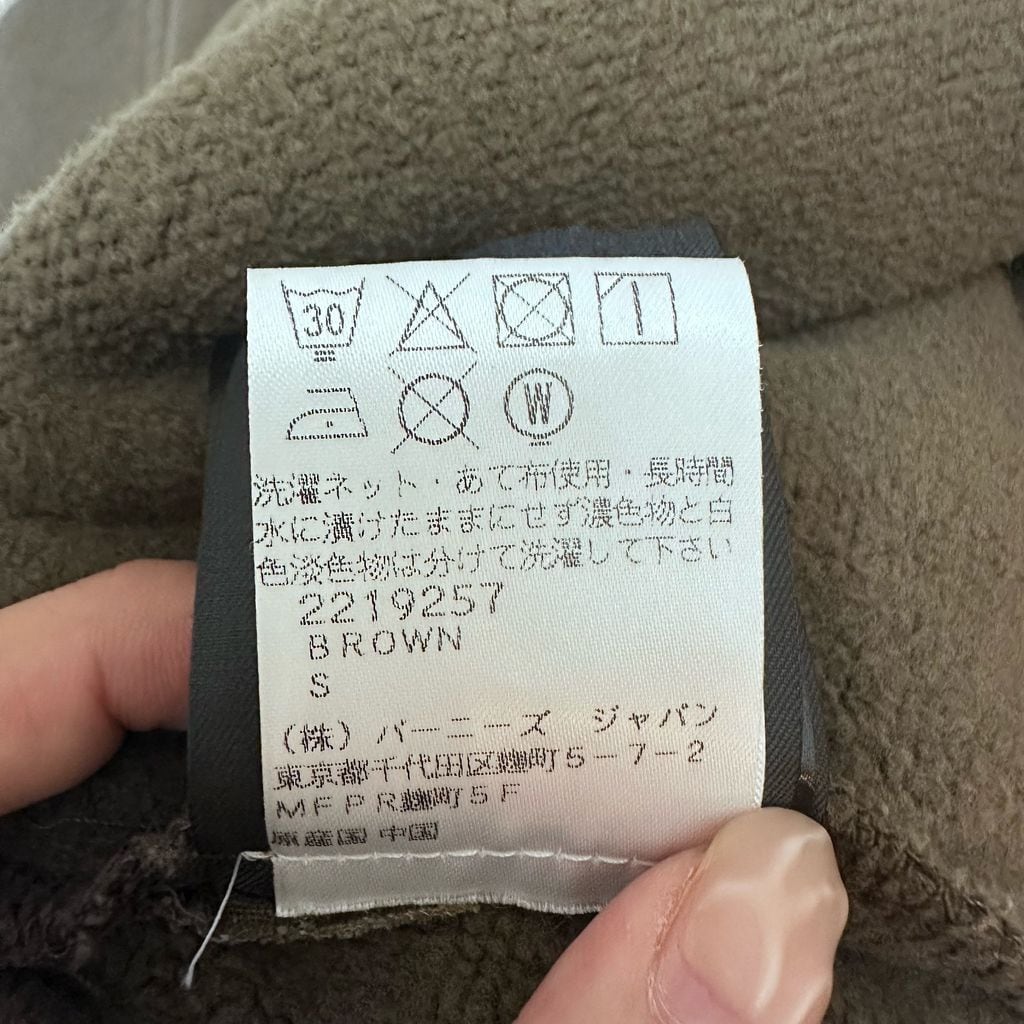 30
W
洗濯ネット・あて布使用・長時間
水に漬けたままにせず濃色物と白
色淡色物は分けて洗濯して下さい
2219257
BROWN
S
(株) バーニーズ ジャパン
東京都千代田区麹町5-7-2
MFPR麹町5F
原産国 中国